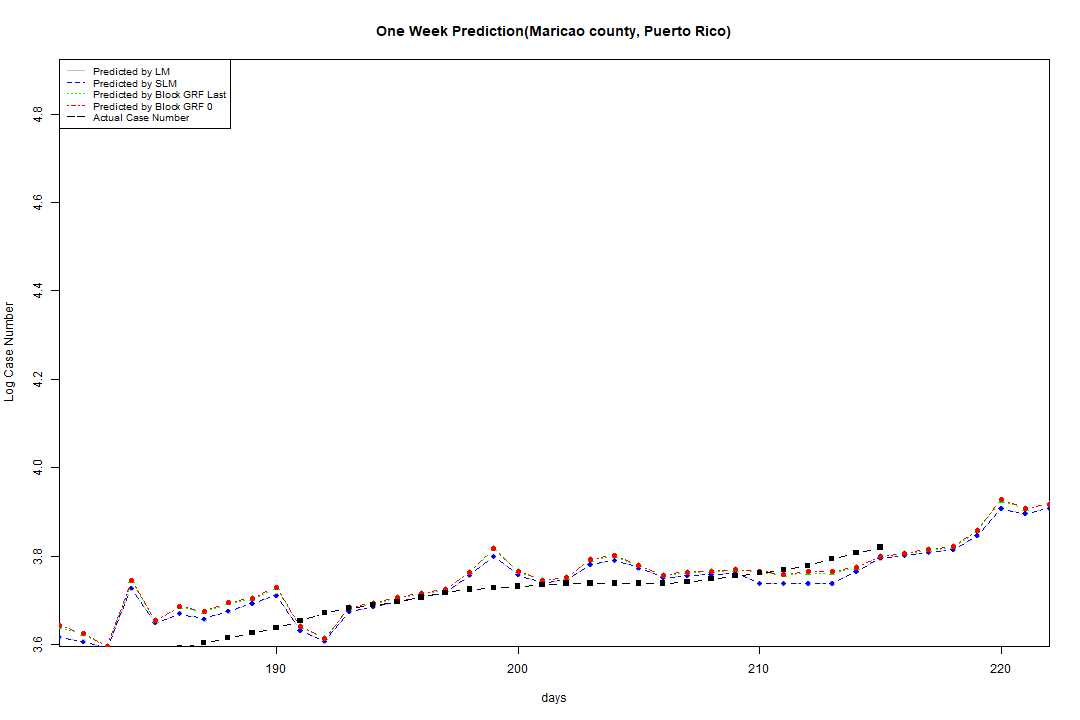 One Week Prediction(Maricao county, Puerto Rico)
Predicted by LM
Predicted by SLM
Predicted by Block GRF Last
Predicted by Block GRF 0
Actual Case Number
4.8
4.6
4.4
4.2
4.0
3.8
3.6
Log Case Number
190
200
210
220
days